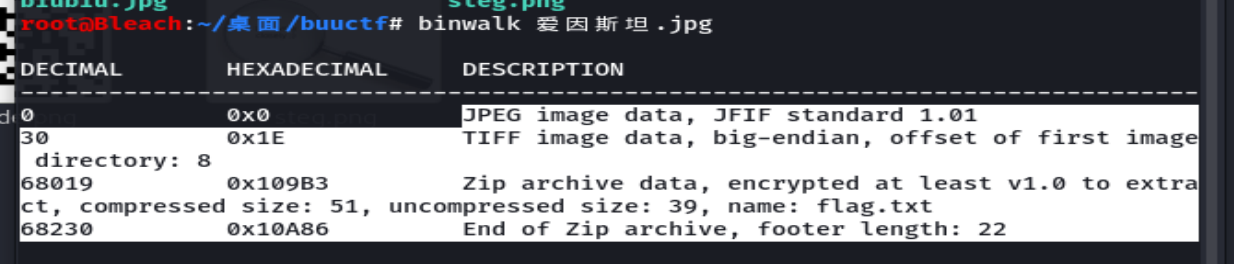 blublu.jpg steg.png
root@Bleach:~/桌面/buuctf# binwalk 爱因斯坦.jpg
DECIMAL HEXADECIMAL DESCRIPTION
--------------------------------------------------------------------------------
0 0x0 JPEG image data, JFIF standard 1.01
30 0x1E TIFF image data, big-endian, offset of first image
directory: 8
68019 0x109B3 Zip archive data, encrypted at least v1.0 to extra
ct, compressed size: 51, uncompressed size: 39, name: flag.txt
68230 0x10A86 End of Zip archive, footer length: 22